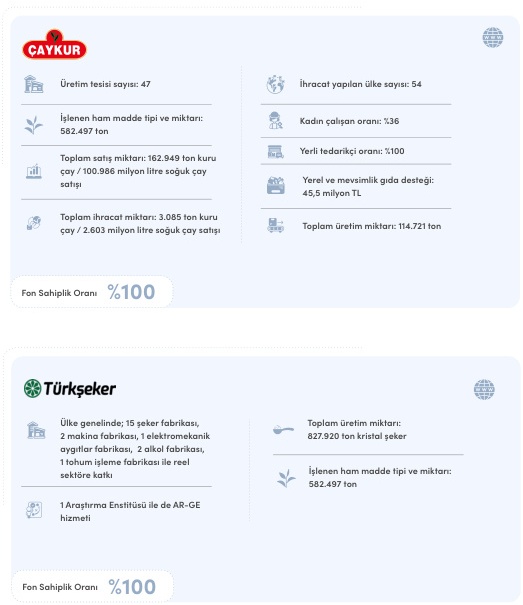 ÇAYKUR
www
Üretim tesisi sayısı: 47
İşlenen ham madde tipi ve miktarı:
582.497 ton
Toplam satış miktarı: 162.949 ton kuru
çay / 100.986 milyon litre soğuk çay
satışı
Toplam ihracat miktarı: 3.085 ton kuru
çay / 2.603 milyon litre soğuk çay satışı
İhracat yapılan ülke sayısı: 54
Kadın çalışan oranı: %36
Yerli tedarikçi oranı: %100
Yerel ve mevsimlik gıda desteği:
45,5 milyon TL
Toplam üretim miktarı: 114.721 ton
Fon Sahiplik Oranı %100
Türkşeker
www
Ülke genelinde; 15 şeker fabrikası,
2 makina fabrikası, 1 elektromekanik
aygıtlar fabrikası, 2 alkol fabrikası,
1 tohum işleme fabrikası ile reel
sektöre katkı
1 Araştırma Enstitüsü ile de AR-GE
hizmeti
Toplam üretim miktarı:
827.920 ton kristal şeker
İşlenen ham madde tipi ve miktarı:
582.497 ton
Fon Sahiplik Oranı %100